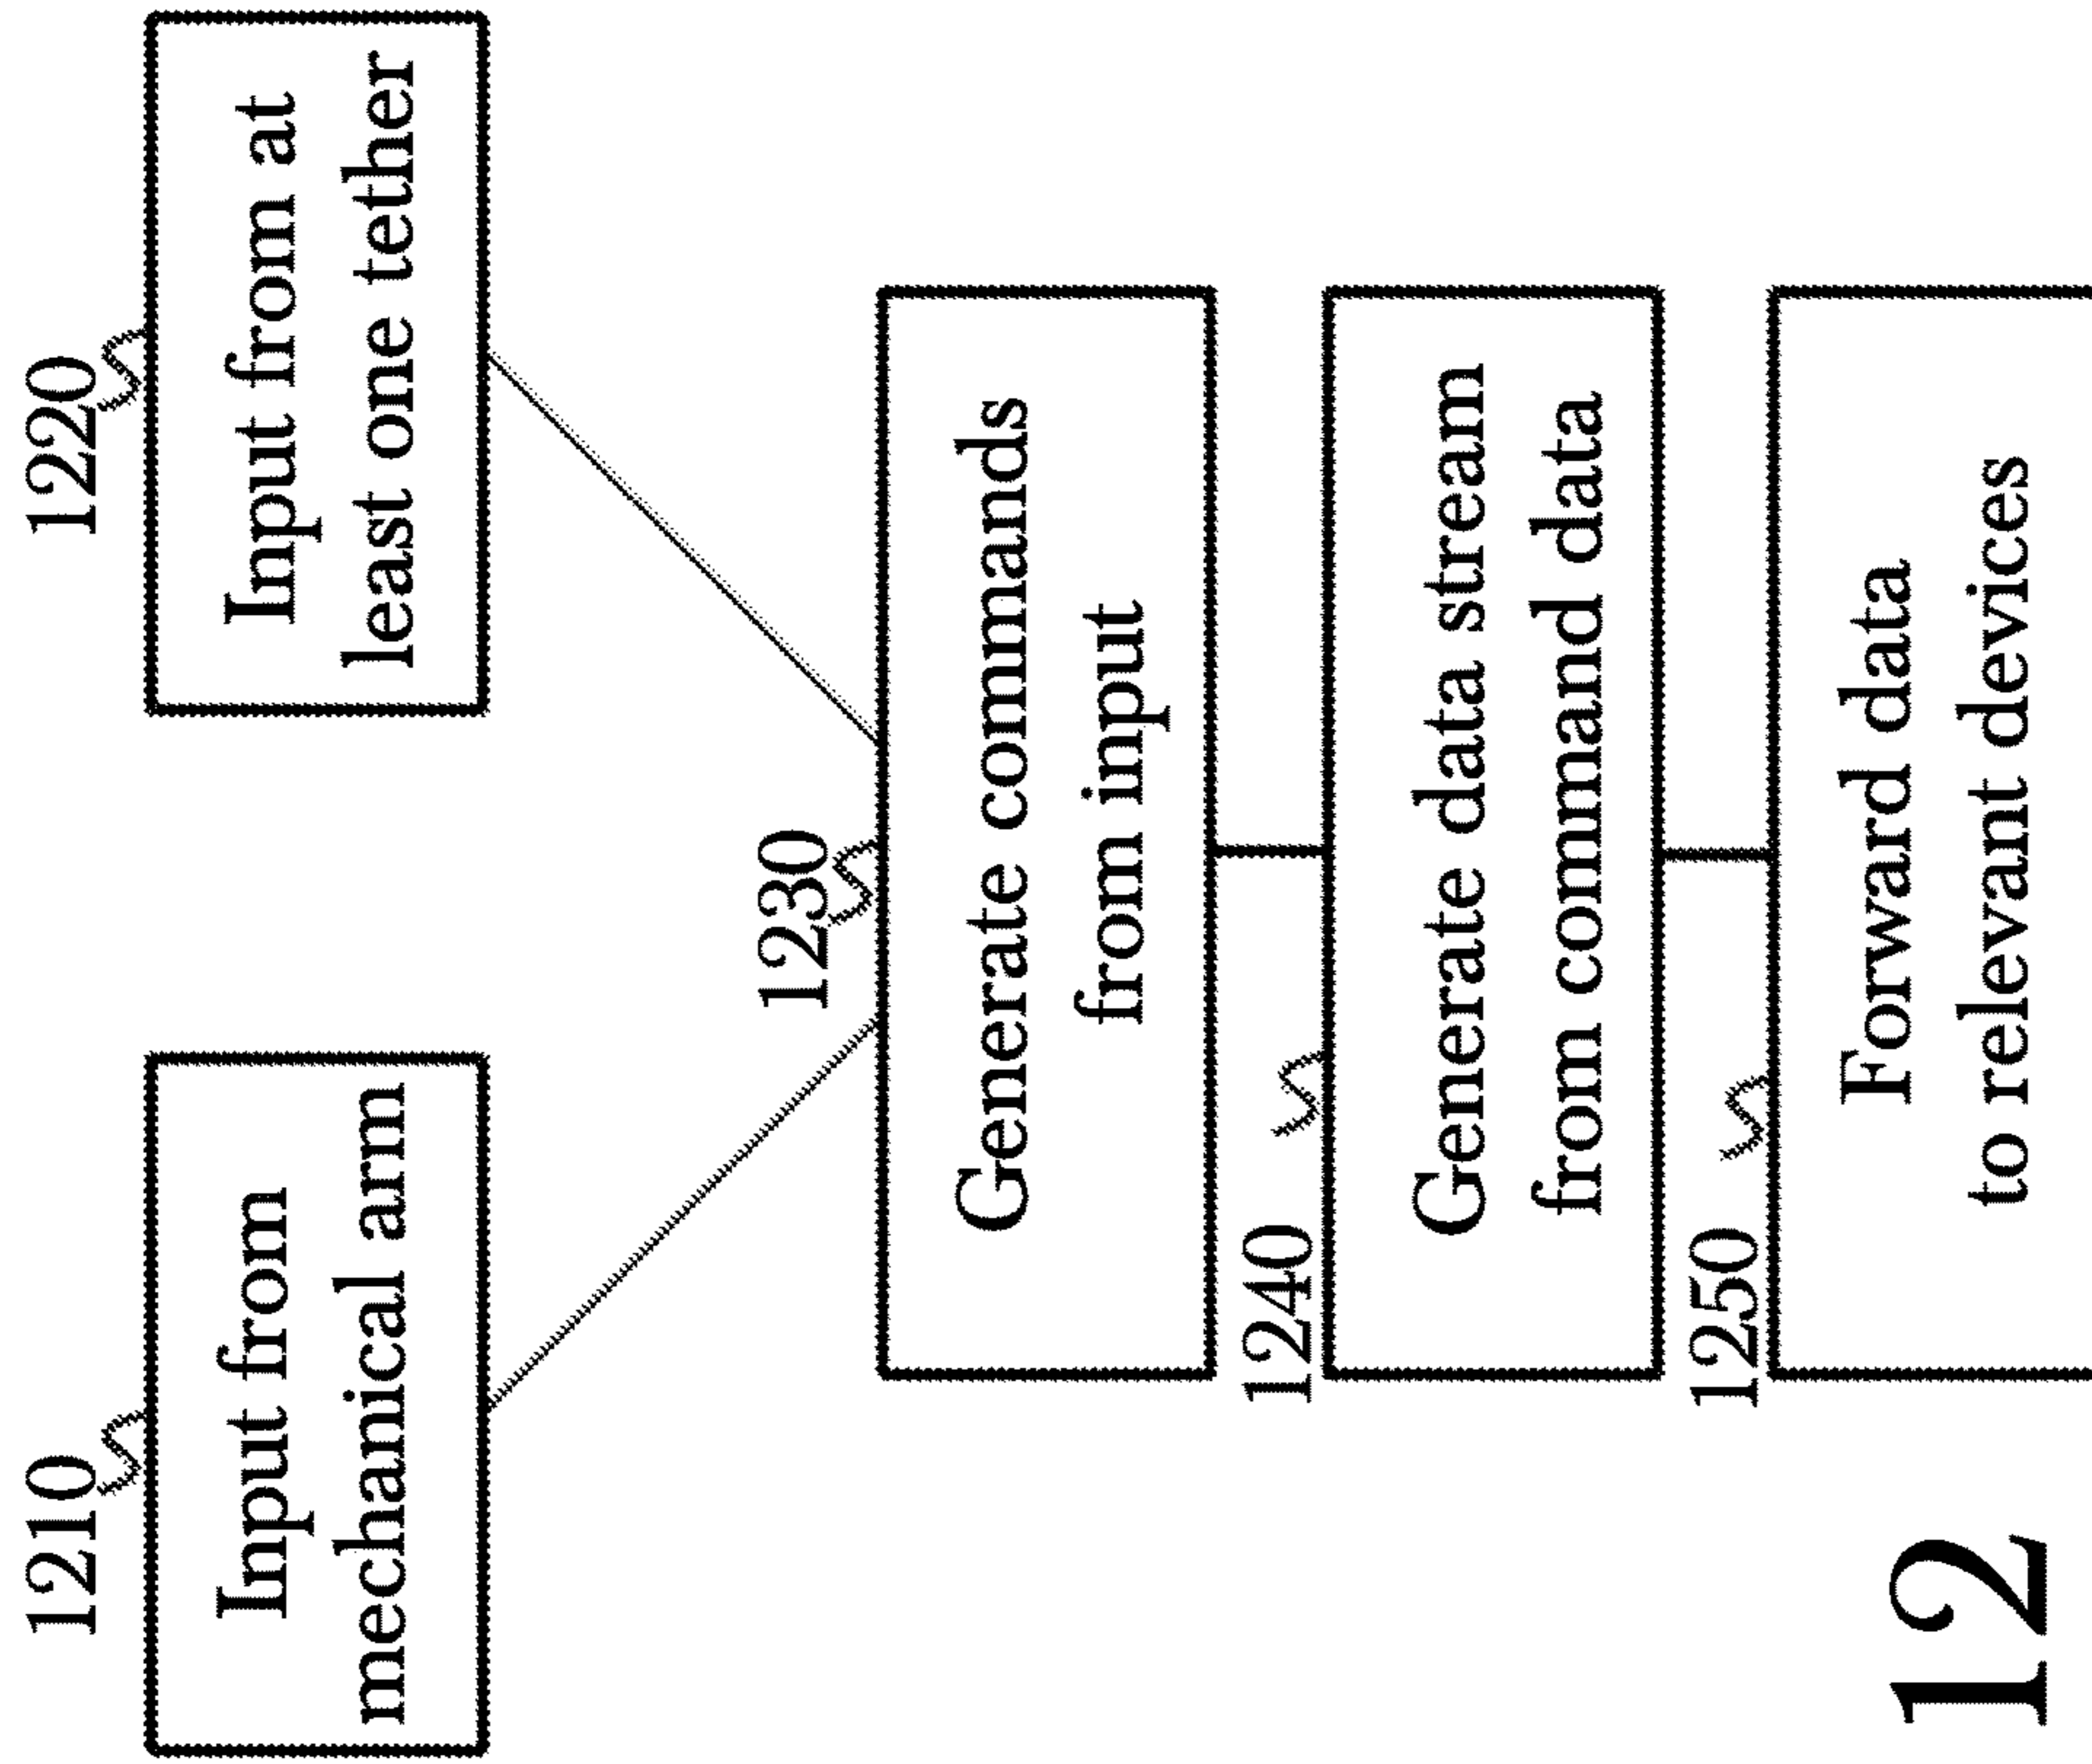 1210
Input from
mechanical arm
1220
Input from at
least one tether
1230
Generate commands
from input
1240
Generate data stream
from command data
1250
Forward data
to relevant devices
12